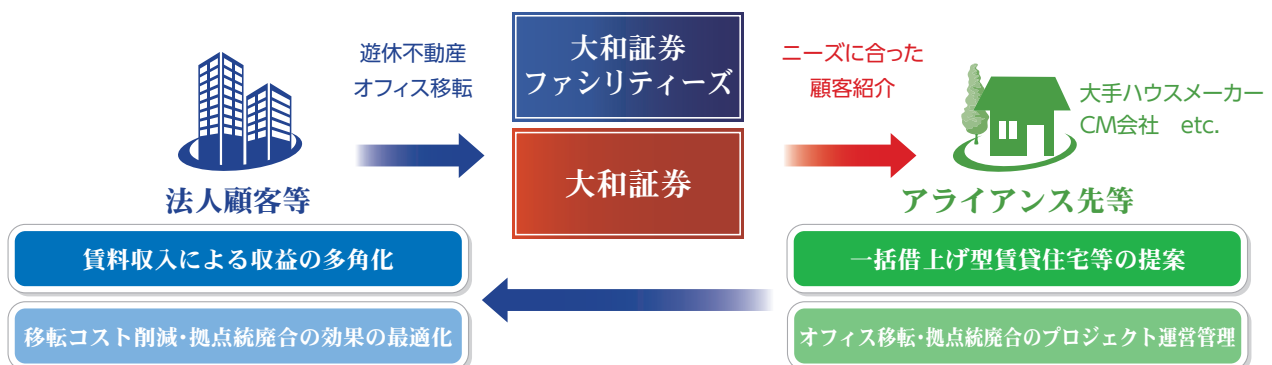 遊休不動産
オフィス移転
大和証券
ファシリティーズ
大和証券
ニーズに合った
顧客紹介
大手ハウスメーカー
CM会社　etc.
法人顧客等
アライアンス先等
賃料収入による収益の多角化
移転コスト削減・拠点統廃合の効果の最適化
一括借上げ型賃貸住宅等の提案
オフィス移転・拠点統廃合のプロジェクト運営管理